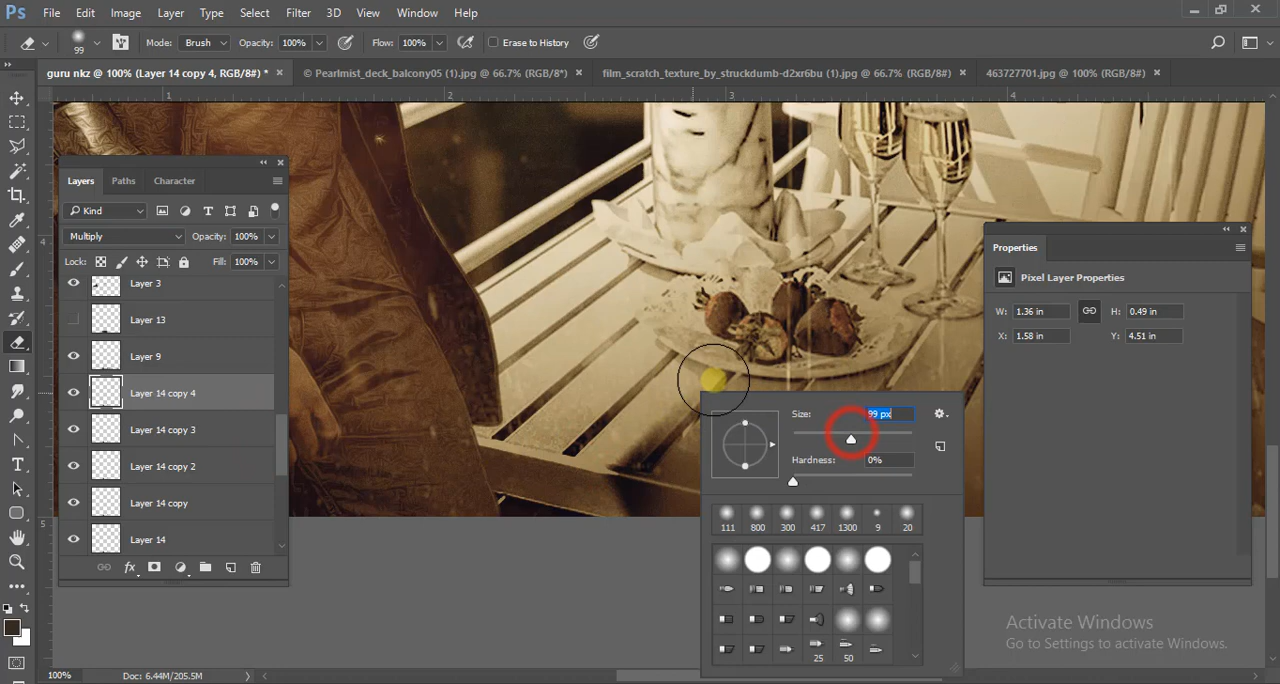 Ps File Edit Image Layer Type Select Filter 3D View Window Help
99 Mode: Brush Opacity: 100% Flow: 100% Erase to History
guru nkz @ 100% (Layer 14 copy 4, RGB/8#) * × © Pearlmist_deck_balcony05 (1).jpg @ 66.7% (RGB/8*) × film_scratch_texture_by_struckdumb-d2xr6bu (1).jpg @ 66.7% (RGB/8#) × 463727701.jpg @ 100% (RGB/8#) ×
1 2 3 4
Layers Paths Character
Kind
Multiply Opacity: 100%
Lock: Fill: 100%
Layer 3
Layer 13
Layer 9
Layer 14 copy 4
Layer 14 copy 3
Layer 14 copy 2
Layer 14 copy
Layer 14
fx
4
5
Size: 99 px
Hardness: 0%
111 800 300 417 1300 9 20
25 50
Properties
Pixel Layer Properties
W: 1.36 in H: 0.49 in
X: 1.58 in Y: 4.51 in
Activate Windows
Go to Settings to activate Windows.
100% Doc: 6.44M/205.5M